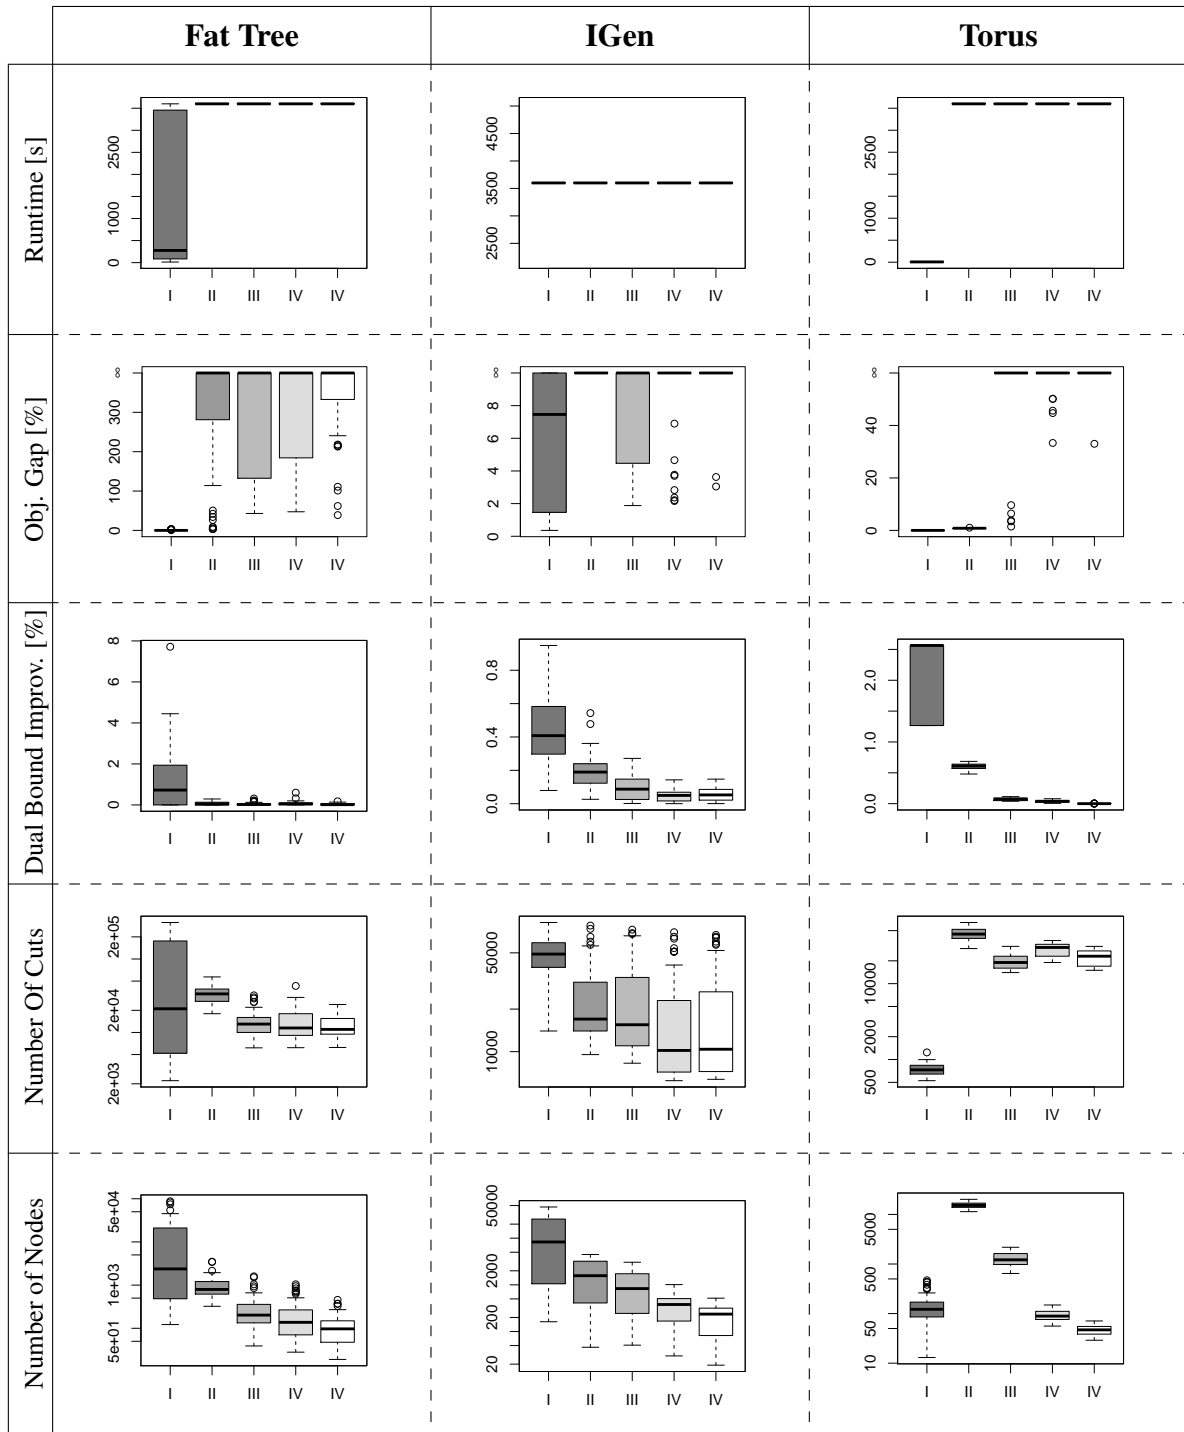 Fat Tree IGen Torus
Runtime [s]
0 1000 2500
I II III IV IV
2500 3500 4500
I II III IV IV
0 1000 2500
I II III IV IV
Obj. Gap [%]
0 100 200 300 ∞
I II III IV IV
0 2 4 6 8 ∞
I II III IV IV
0 20 40 ∞
I II III IV IV
Dual Bound Improv. [%]
0 2 4 6 8
I II III IV IV
0.0 0.4 0.8
I II III IV IV
0.0 1.0 2.0
I II III IV IV
Number Of Cuts
2e+03 2e+04 2e+05
I II III IV IV
10000 50000
I II III IV IV
500 2000 10000
I II III IV IV
Number of Nodes
5e+01 1e+03 5e+04
I II III IV IV
20 200 2000 50000
I II III IV IV
10 50 500 5000
I II III IV IV